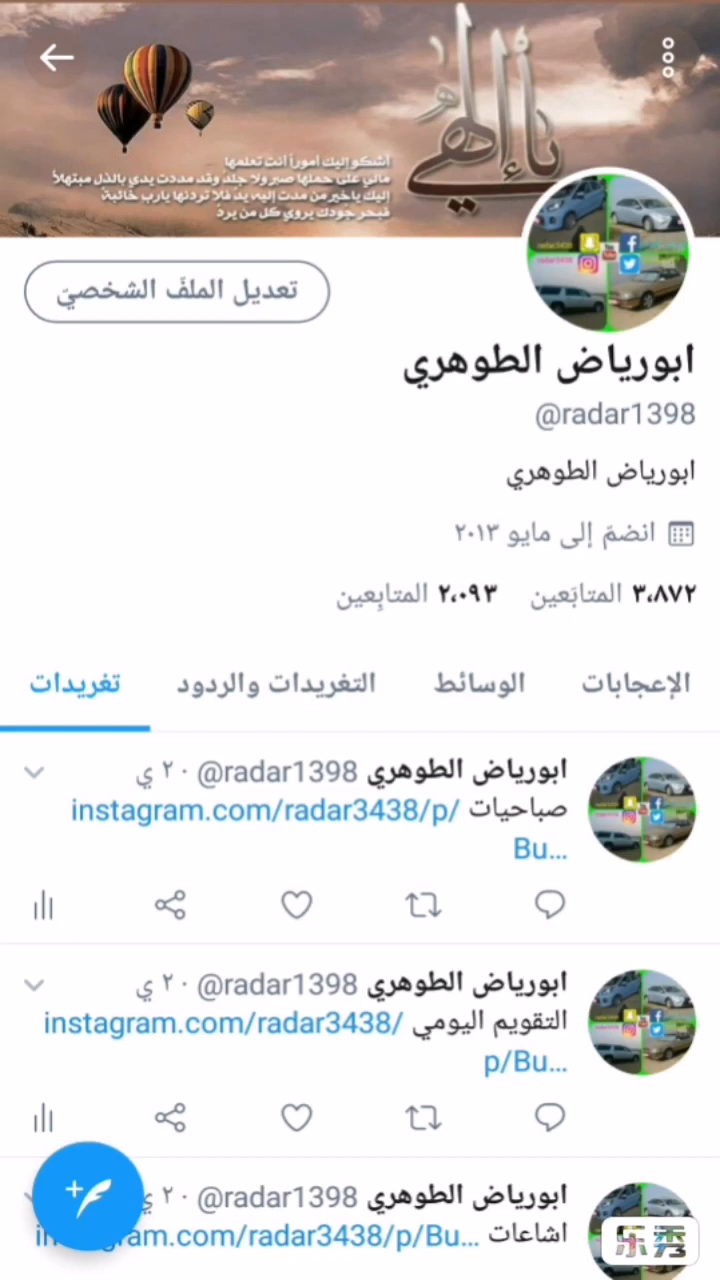 يا إلهي
أشكو إليك أموراً أنت تعلمها
مالي على حملها صبر ولا جلد وقد مددت يدي بالذل مبتهلاً
إليك يا خير من مدت إليه يد فلا تردنها يارب خائبة
فبحر جودك يروي كل من يرد
radar3438
تعديل الملفّ الشخصيّ
ابورياض الطوهري
@radar1398
ابورياض الطوهري
انضمّ إلى مايو ٢٠١٣
٣،٨٧٢ المتابَعين ٢،٠٩٣ المتابِعين
الإعجابات الوسائط التغريدات والردود تغريدات
ابورياض الطوهري @radar1398 · ٢٠ ي
صباحيات instagram.com/radar3438/p/
Bu…
ابورياض الطوهري @radar1398 · ٢٠ ي
التقويم اليومي instagram.com/radar3438/
p/Bu…
ابورياض الطوهري @radar1398 · ٢٠ ي
اشاعات instagram.com/radar3438/p/Bu…
乐秀